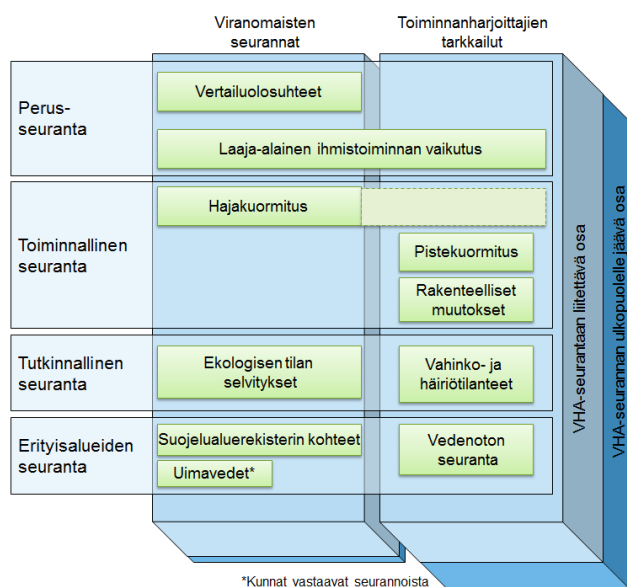 Viranomaisten
seurannat
Toiminnanharjoittajien
tarkkailut
Perus-
seuranta
Vertailuolosuhteet
Laaja-alainen ihmistoiminnan vaikutus
Toiminnallinen
seuranta
Hajakuormitus
Pistekuormitus
Rakenteelliset
muutokset
Tutkinnallinen
seuranta
Ekologisen tilan
selvitykset
Vahinko- ja
häiriötilanteet
Erityisalueiden
seuranta
Suojelualuerekisterin kohteet
Uimavedet*
Vedenoton
seuranta
VHA-seurantaan liitettävä osa
VHA-seurannan ulkopuolelle jäävä osa
*Kunnat vastaavat seurannoista